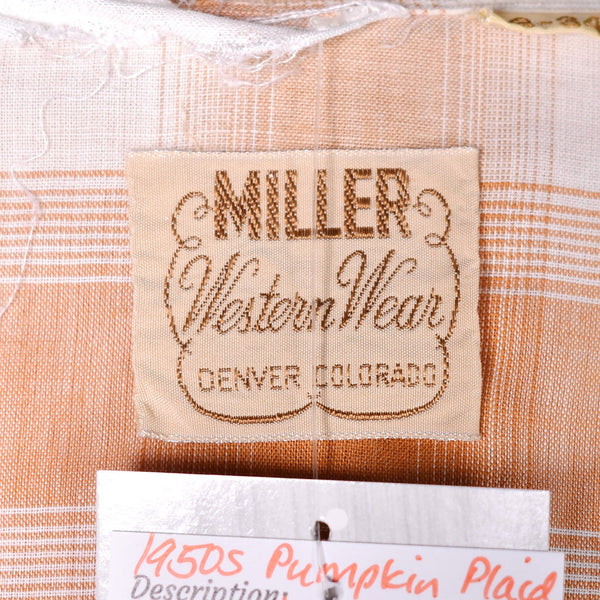 MILLER
Western Wear
DENVER COLORADO
1950s Pumpkin Plaid
Description: